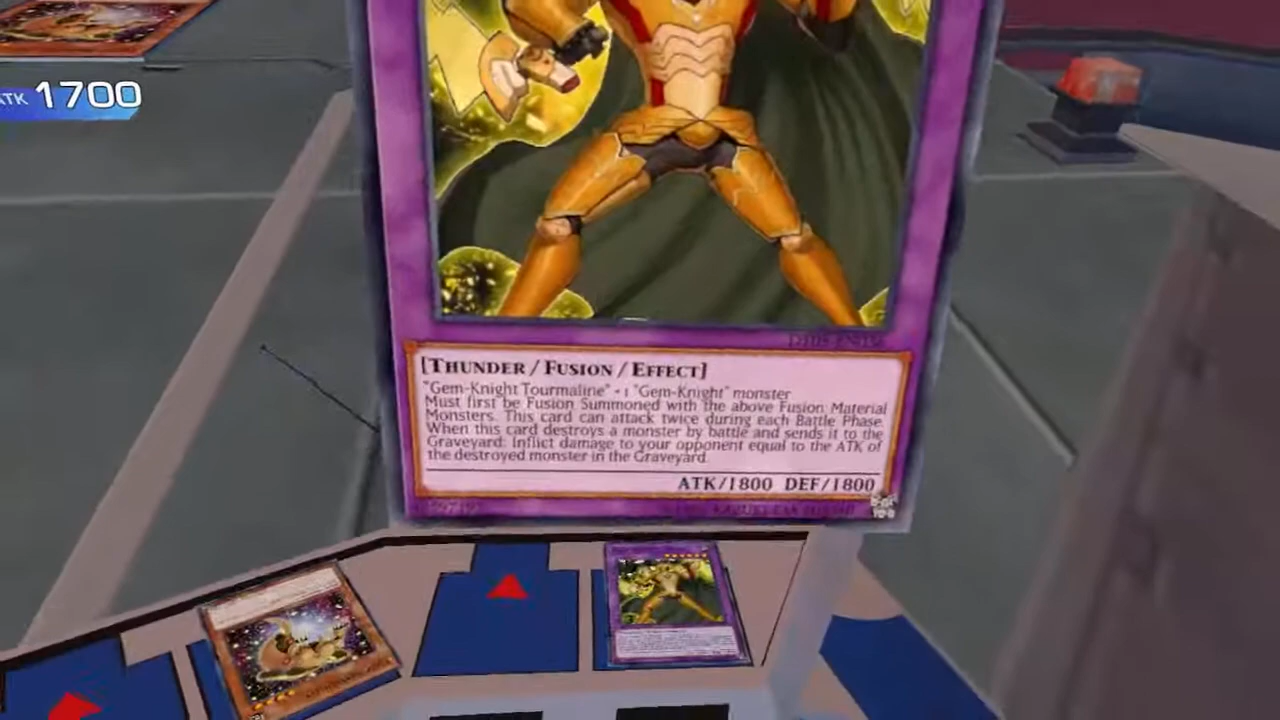 ATK 1700
[THUNDER / FUSION / EFFECT]
"Gem-Knight Tourmaline" + 1 "Gem-Knight" monster
Must first be Fusion Summoned with the above Fusion Material
Monsters. This card can attack twice during each Battle Phase.
When this card destroys a monster by battle and sends it to the
Graveyard: Inflict damage to your opponent equal to the ATK of
the destroyed monster in the Graveyard.
ATK/1800 DEF/1800